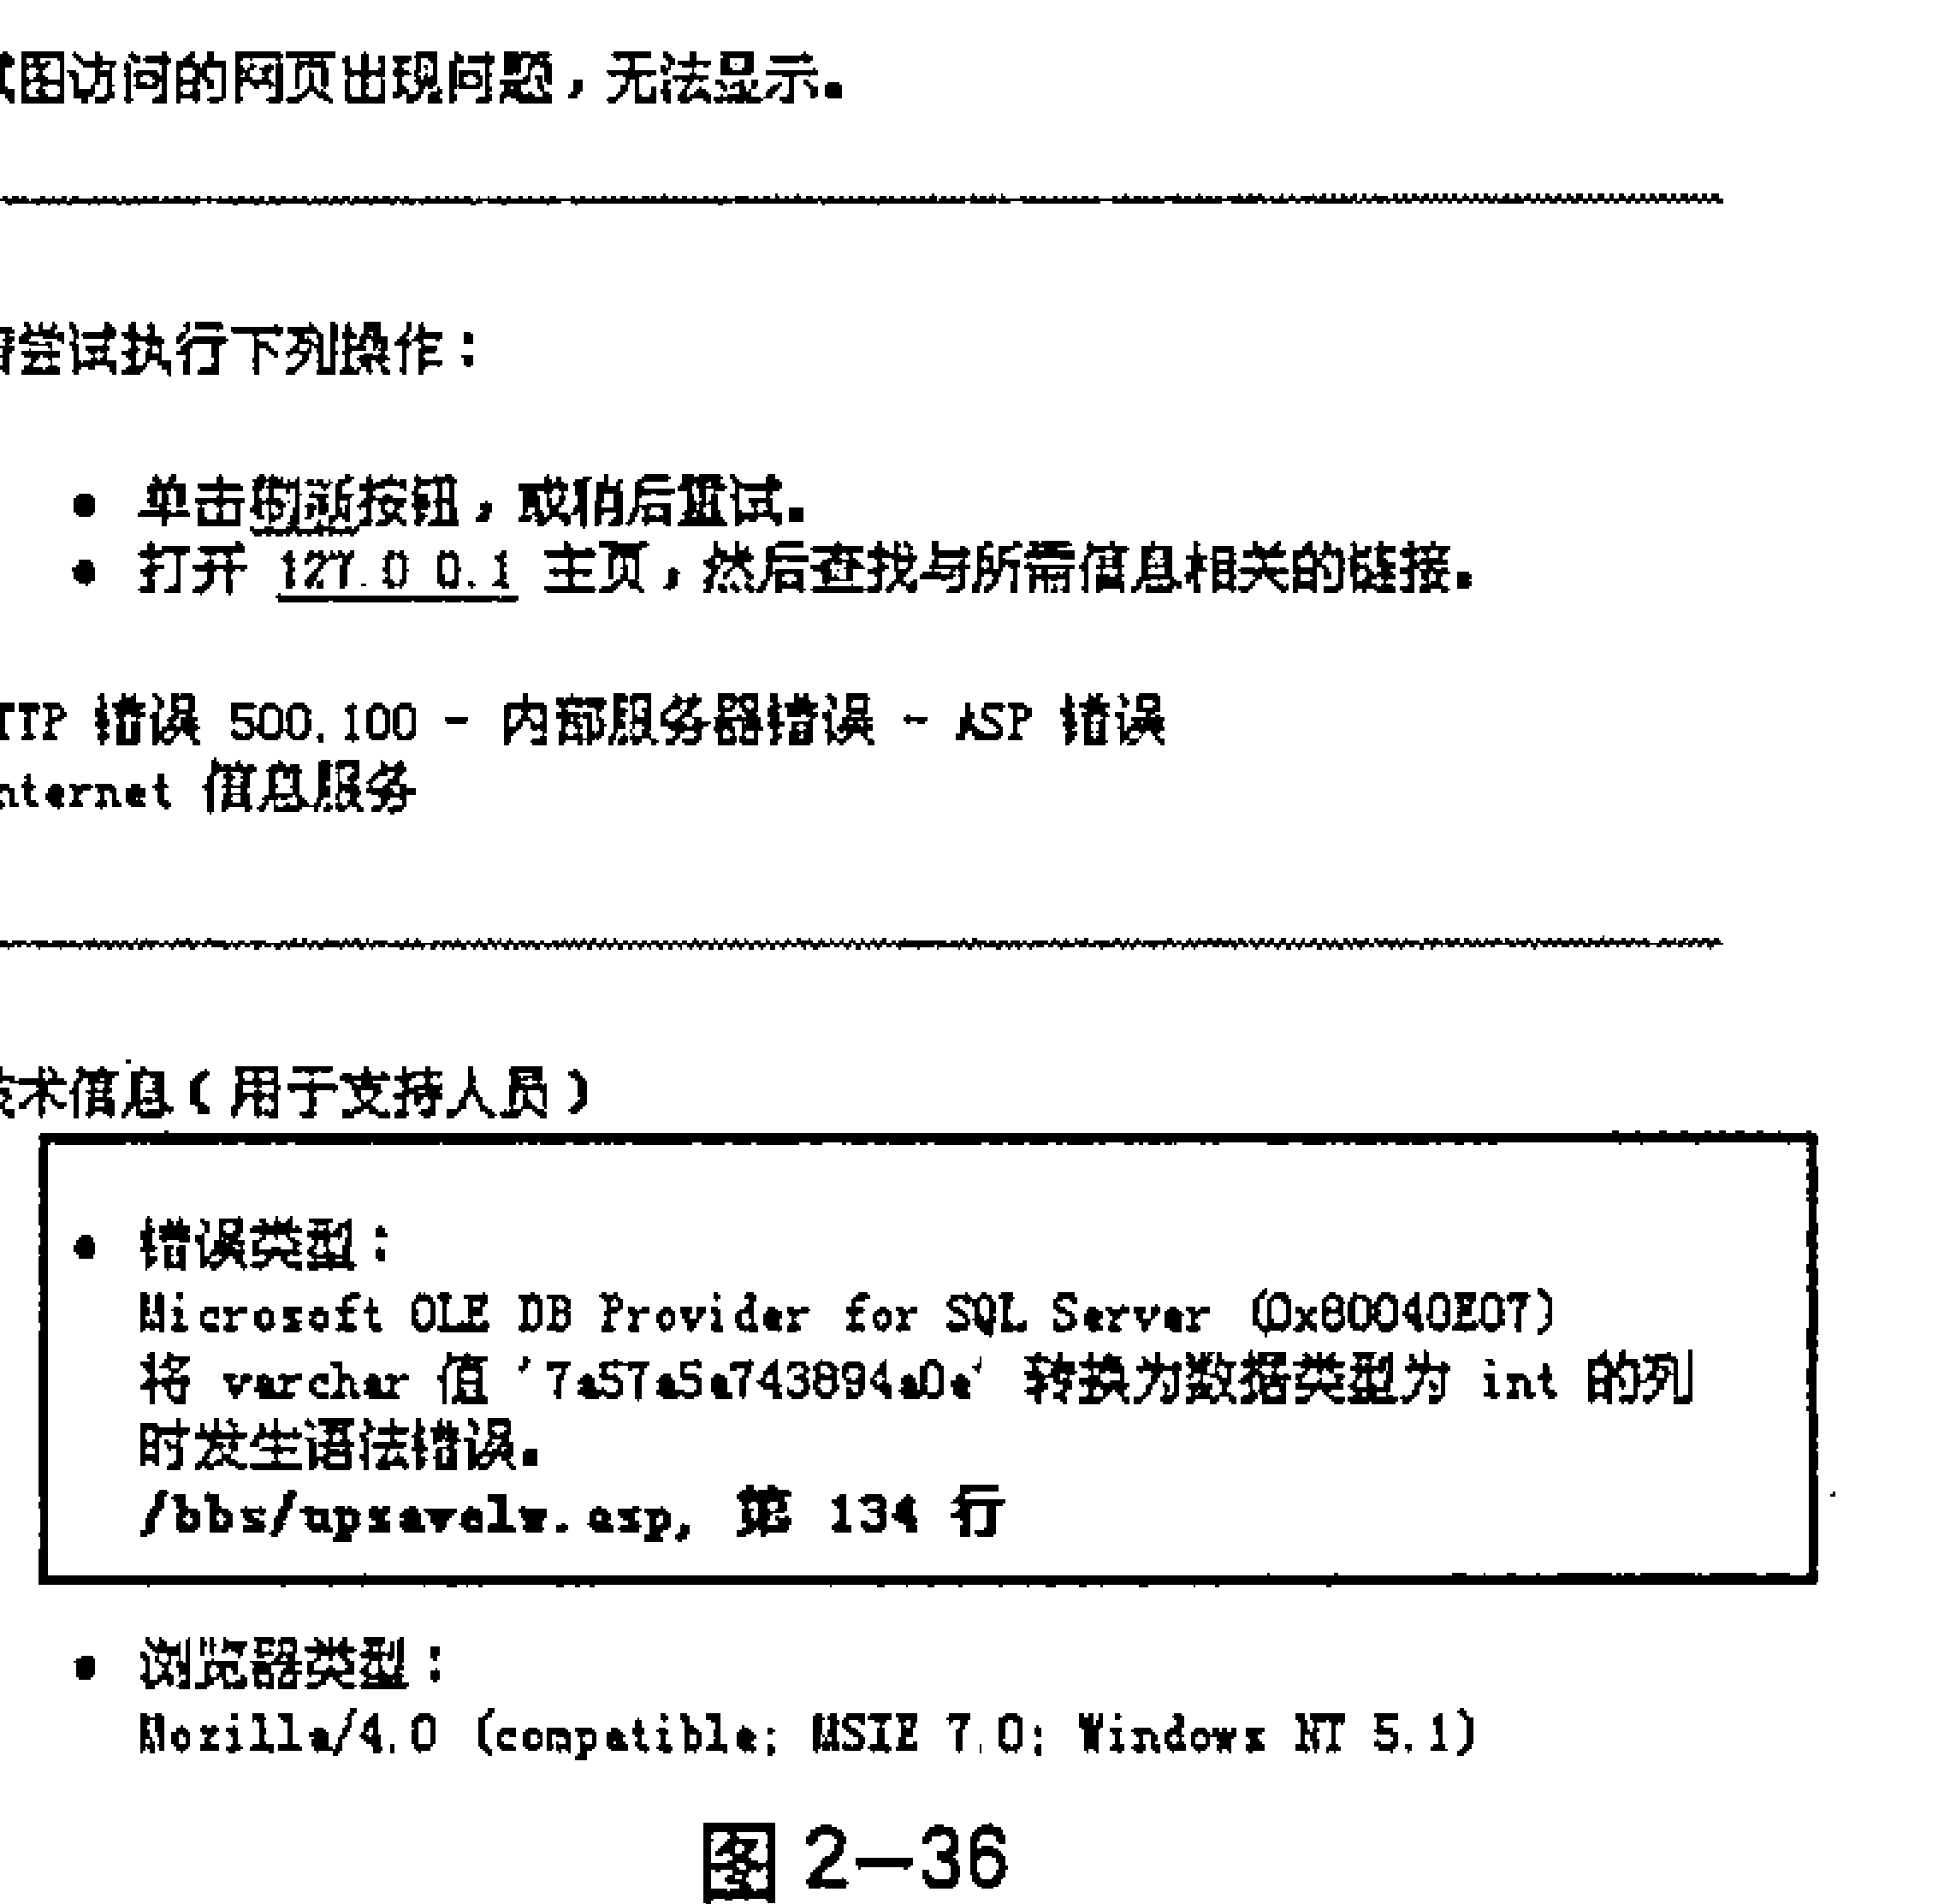 试图访问的网页出现问题，无法显示。
请尝试执行下列操作：
● 单击刷新按钮，或稍后重试。
● 打开 127.0.0.1 主页，然后查找与所需信息相关的链接。
TTP 错误 500.100 - 内部服务器错误 - ASP 错误
nternet 信息服务
技术信息（用于支持人员）
● 错误类型：
Microsoft OLE DB Provider for SQL Server (0x80040E07)
将 varchar 值 '7a57a5a743894a0e' 转换为数据类型为 int 的列
时发生语法错误。
/bbs/upsavelw.asp, 第 134 行
● 浏览器类型：
Mozilla/4.0 (compatible; MSIE 7.0; Windows NT 5.1)
图 2—36